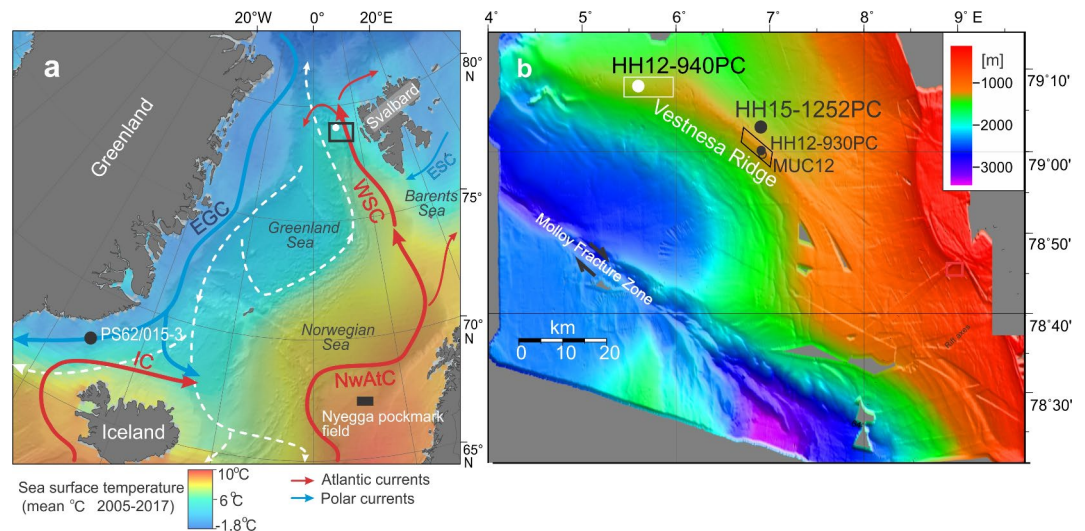 20°W
0°
20°E
a
80°
N
75°
N
70°
N
65°
N
Greenland
Svalbard
ESC
Barents
Sea
WSC
EGC
Greenland
Sea
Norwegian
Sea
PS62/015-3
IC
NwAtC
Nyegga pockmark
field
Iceland
Sea surface temperature
(mean °C 2005-2017)
10°C
6°C
-1.8°C
Atlantic currents
Polar currents
4°
5°
6°
7°
8°
9° E
b
HH12-940PC
HH15-1252PC
HH12-930PC
MUC12
Vestnesa Ridge
Molloy Fracture Zone
km
0 10 20
[m]
-1000
-2000
-3000
79°10'
79°00'
78°50'
78°40'
78°30'
N